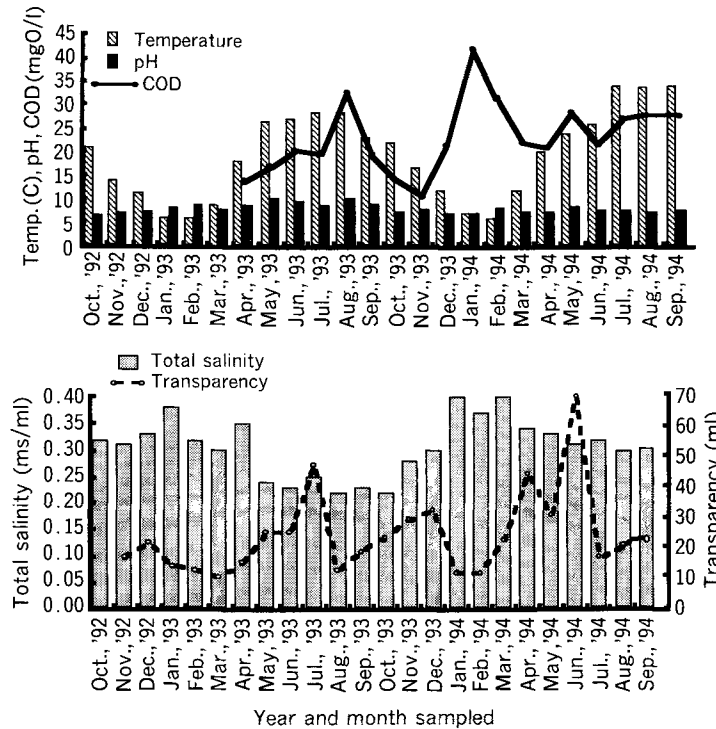 Temperature
pH
COD
Temp. (C), pH, COD (mgO/l)
45
40
35
30
25
20
15
10
5
0
Oct., '92
Nov., '92
Dec., '92
Jan., '93
Feb., '93
Mar., '93
Apr., '93
May, '93
Jun., '93
Jul., '93
Aug., '93
Sep., '93
Oct., '93
Nov., '93
Dec., '93
Jan., '94
Feb., '94
Mar., '94
Apr., '94
May, '94
Jun., '94
Jul., '94
Aug., '94
Sep., '94
Total salinity
Transparency
Total salinity (ms/ml)
0.40
0.35
0.30
0.25
0.20
0.15
0.10
0.05
0.00
70
60
50
40
30
20
10
0
Transparency (ml)
Oct., '92
Nov., '92
Dec., '92
Jan., '93
Feb., '93
Mar., '93
Apr., '93
May, '93
Jun., '93
Jul., '93
Aug., '93
Sep., '93
Oct., '93
Nov., '93
Dec., '93
Jan., '94
Feb., '94
Mar., '94
Apr., '94
May, '94
Jun., '94
Jul., '94
Aug., '94
Sep., '94
Year and month sampled